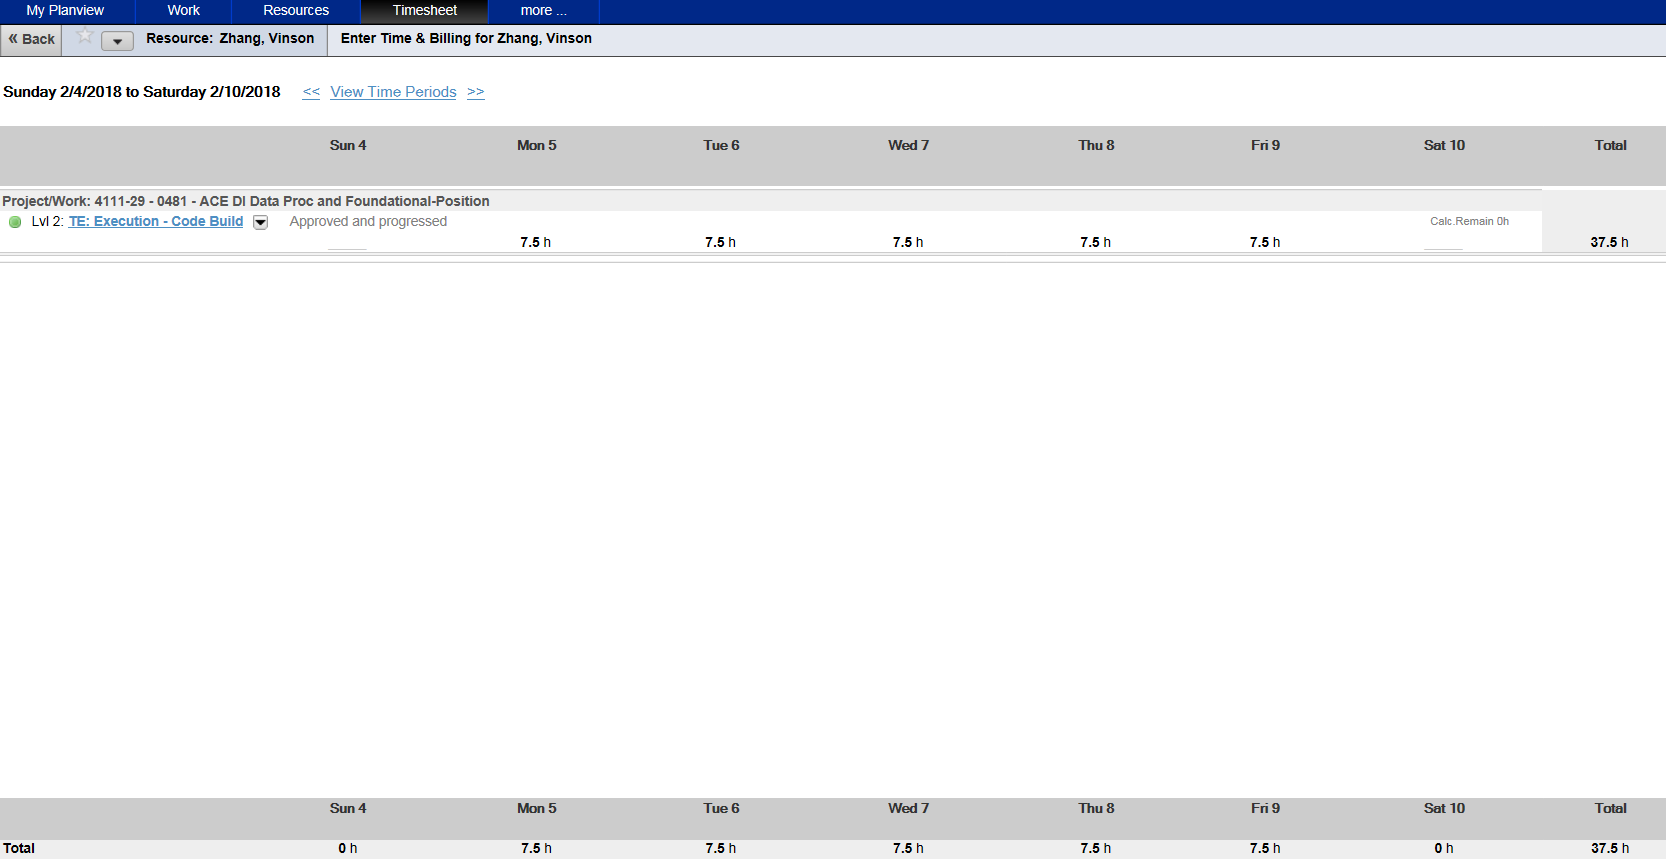 My Planview Work Resources Timesheet more ...
« Back Resource: Zhang, Vinson Enter Time & Billing for Zhang, Vinson
Sunday 2/4/2018 to Saturday 2/10/2018 << View Time Periods >>
Sun 4 Mon 5 Tue 6 Wed 7 Thu 8 Fri 9 Sat 10 Total
Project/Work: 4111-29 - 0481 - ACE DI Data Proc and Foundational-Position
Lvl 2: TE: Execution - Code Build Approved and progressed Calc.Remain 0h
7.5 h 7.5 h 7.5 h 7.5 h 7.5 h 37.5 h
Sun 4 Mon 5 Tue 6 Wed 7 Thu 8 Fri 9 Sat 10 Total
Total 0 h 7.5 h 7.5 h 7.5 h 7.5 h 7.5 h 0 h 37.5 h